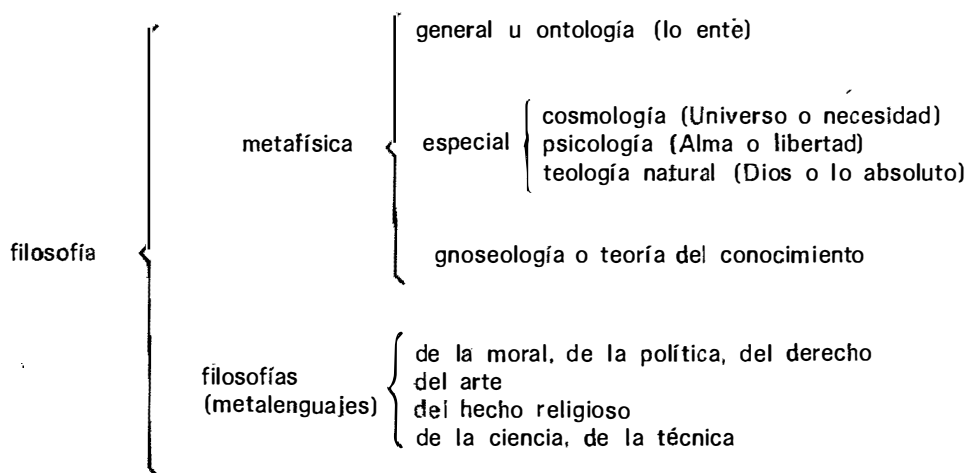 general u ontología (lo ente)
cosmología (Universo o necesidad)
metafísica
especial
psicología (Alma o libertad)
teología natural (Dios o lo absoluto)
filosofía
gnoseología o teoría del conocimiento
de la moral, de la política, del derecho
filosofías
del arte
(metalenguajes)
del hecho religioso
de la ciencia, de la técnica